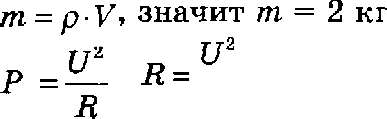 m = ρ · V, значит m = 2 кг
P = U²/R R = U²